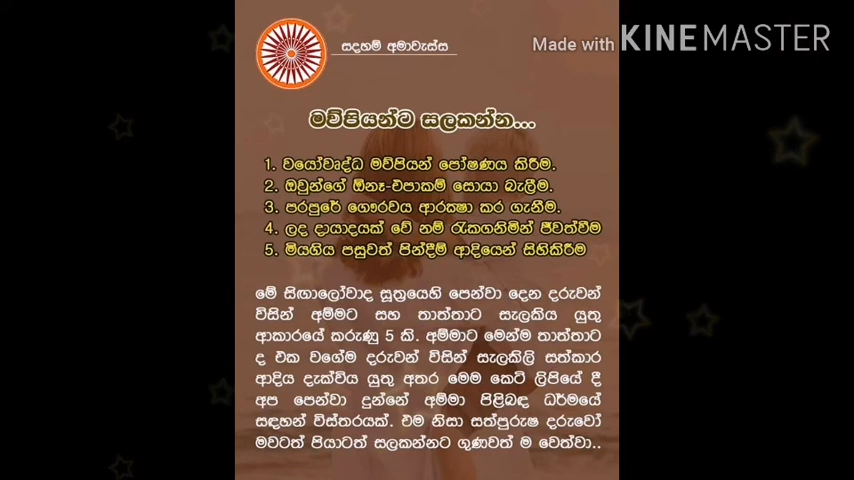 සදහම් අමාවැස්ස
Made with KINEMASTER
මව්පියන්ට සලකන්න...
1. වයෝවෘද්ධ මව්පියන් පෝෂණය කිරීම.
2. ඔවුන්ගේ ඕනෑ-එපාකම් සොයා බැලීම.
3. පරපුරේ ගෞරවය ආරක්‍ෂා කර ගැනීම.
4. ලද දායාදයක් වේ නම් රැකගනිමින් ජීවත්වීම
5. මියගිය පසුවත් පින්දීම් ආදියෙන් සිහිකිරීම
මේ සිඟාලෝවාද සූත්‍රයෙහි පෙන්වා දෙන දරුවන්
විසින් අම්මට සහ තාත්තාට සැලකිය යුතු
ආකාරයේ කරුණු 5 කි. අම්මාට මෙන්ම තාත්තාට
ද එක වගේම දරුවන් විසින් සැලකිලි සත්කාර
ආදිය දැක්විය යුතු අතර මෙම කෙටි ලිපියේ දී
අප පෙන්වා දුන්නේ අම්මා පිළිබඳ ධර්මයේ
සඳහන් විස්තරයක්. එම නිසා සත්පුරුෂ දරුවෝ
මවටත් පියාටත් සලකන්නට ගුණවත් ම වෙත්වා..